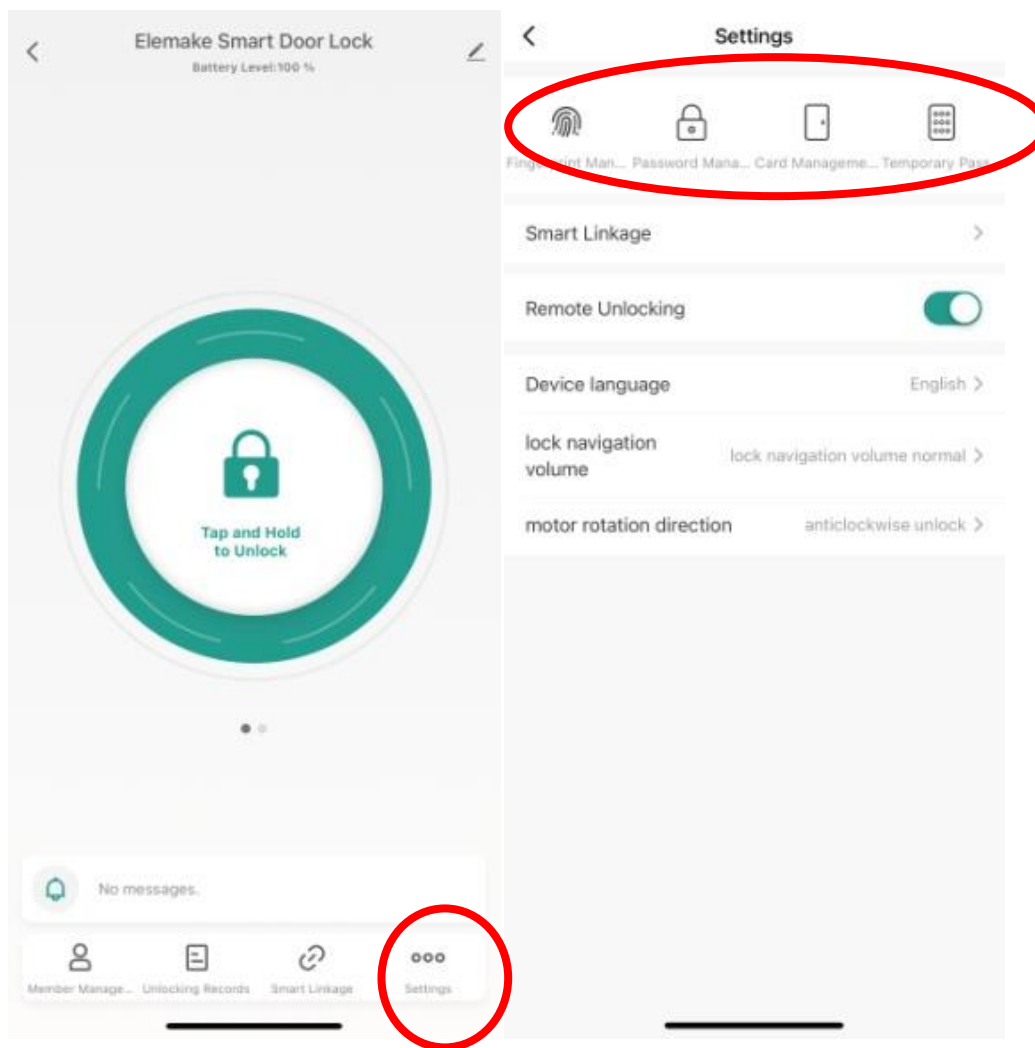 Elemake Smart Door Lock
Battery Level:100 %
Tap and Hold
to Unlock
No messages.
Member Manage...
Unlocking Records
Smart Linkage
Settings
Settings
Fingerprint Man...
Password Mana...
Card Manageme...
Temporary Pass...
Smart Linkage
Remote Unlocking
Device language
English
lock navigation
volume
lock navigation volume normal
motor rotation direction
anticlockwise unlock